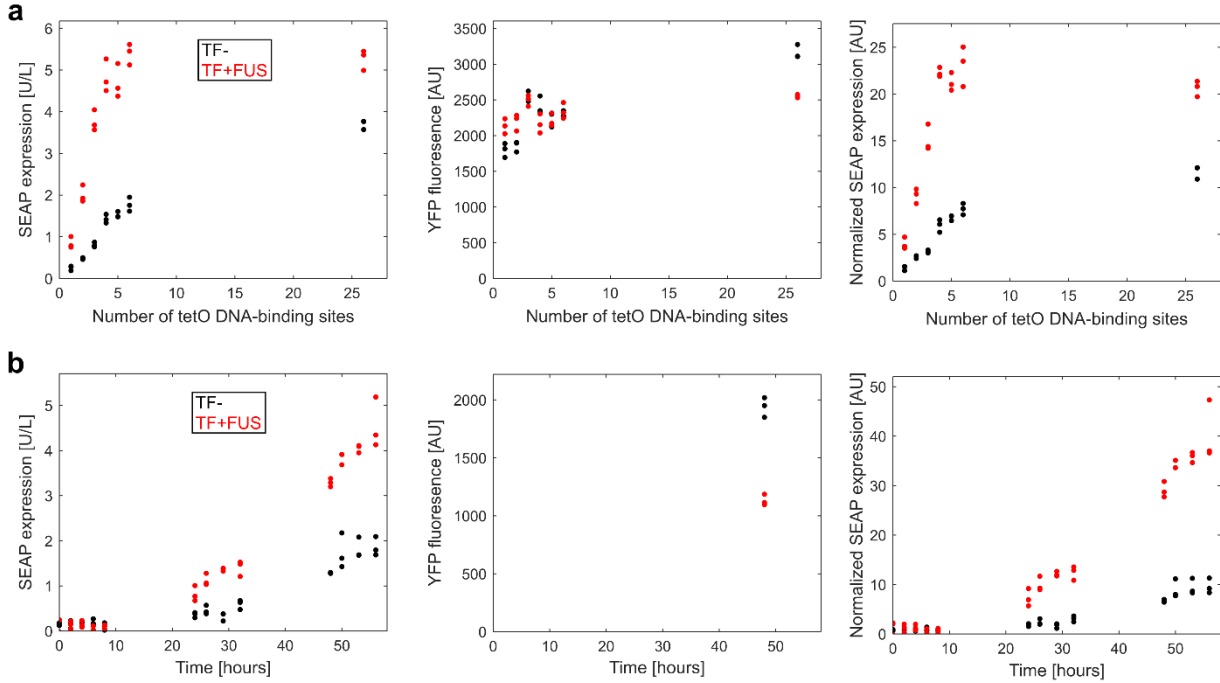 a
TF-
TF+FUS
SEAP expression [U/L]
0 1 2 3 4 5 6
0 5 10 15 20 25
Number of tetO DNA-binding sites
YFP fluoresence [AU]
0 500 1000 1500 2000 2500 3000 3500
0 5 10 15 20 25
Number of tetO DNA-binding sites
Normalized SEAP expression [AU]
0 5 10 15 20 25
0 5 10 15 20 25
Number of tetO DNA-binding sites
b
TF-
TF+FUS
SEAP expression [U/L]
0 1 2 3 4 5
0 10 20 30 40 50
Time [hours]
YFP fluoresence [AU]
0 500 1000 1500 2000
0 10 20 30 40 50
Time [hours]
Normalized SEAP expression [AU]
0 10 20 30 40 50
0 10 20 30 40 50
Time [hours]